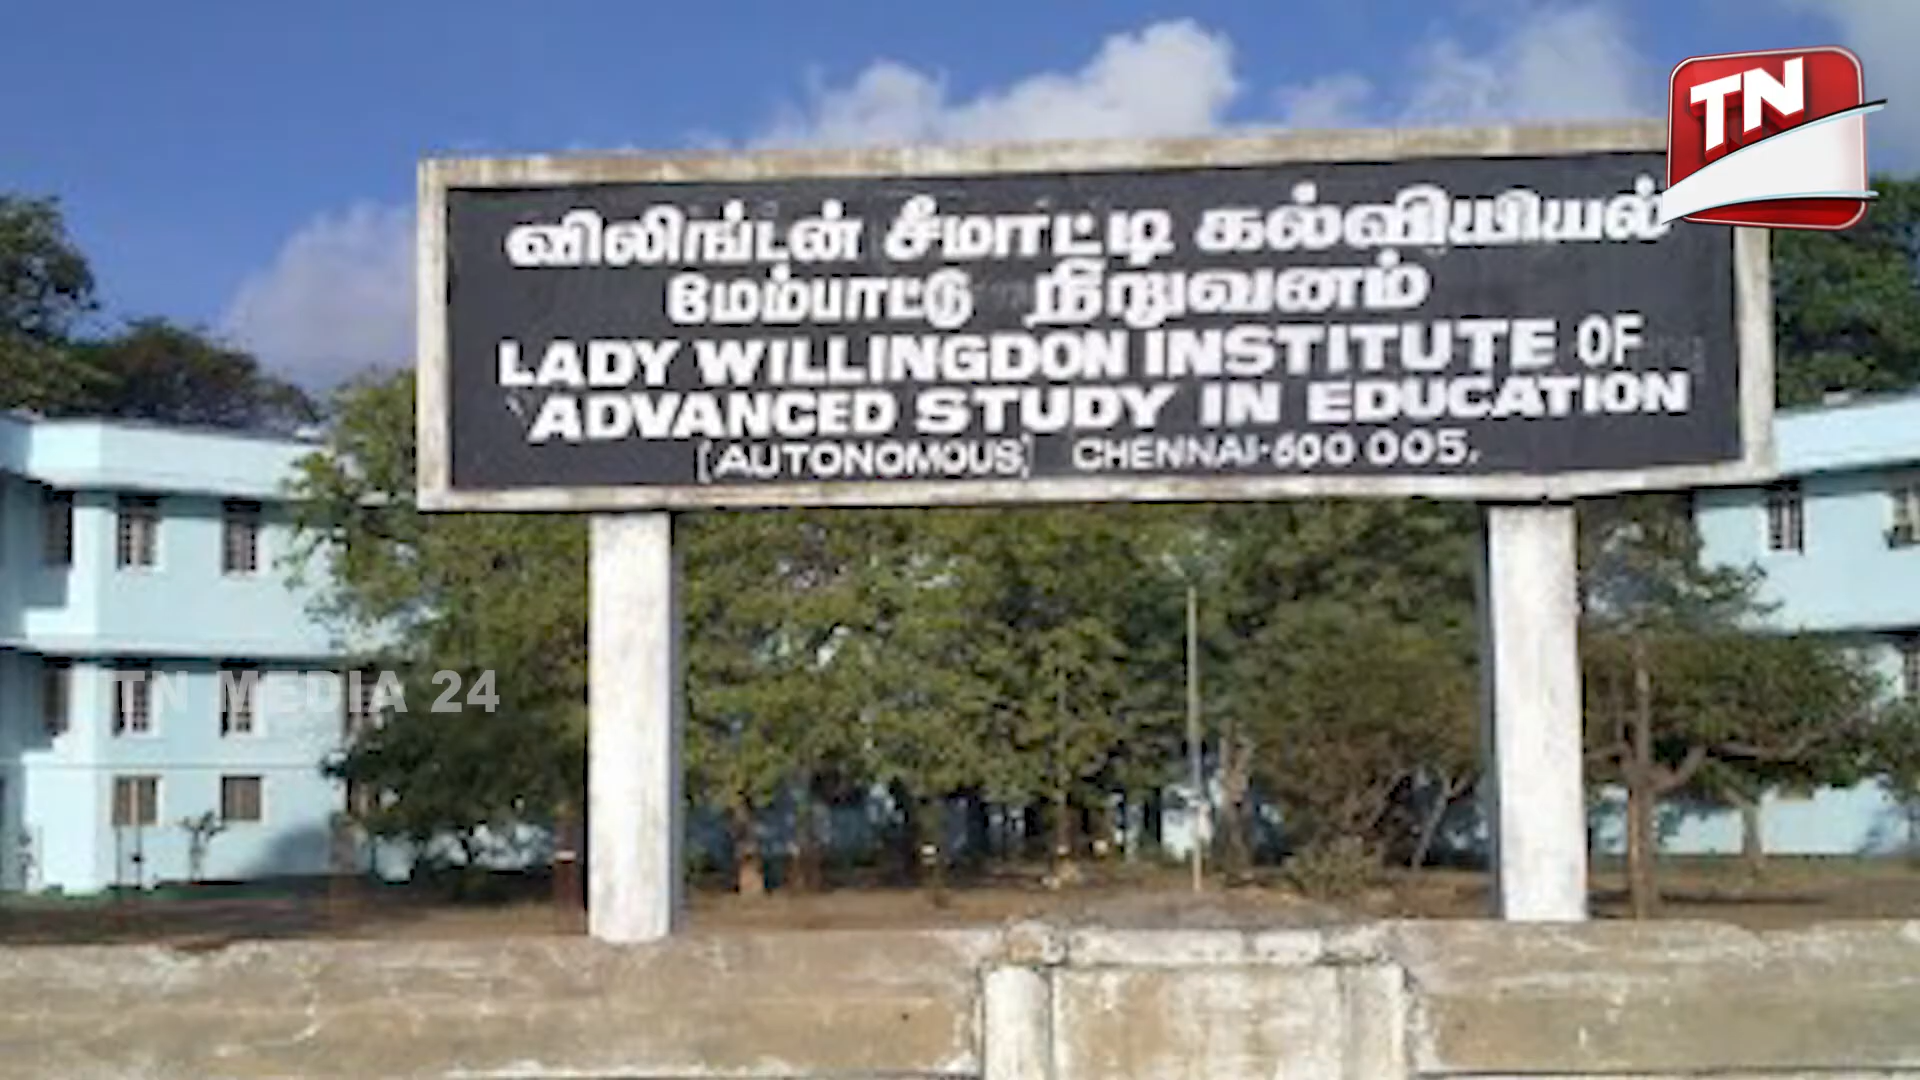 TN
விலிங்டன் சீமாட்டி கல்வியியல்
மேம்பாட்டு நிறுவனம்
LADY WILLINGDON INSTITUTE OF
ADVANCED STUDY IN EDUCATION
(AUTONOMOUS) CHENNAI-600 005.
TN MEDIA 24